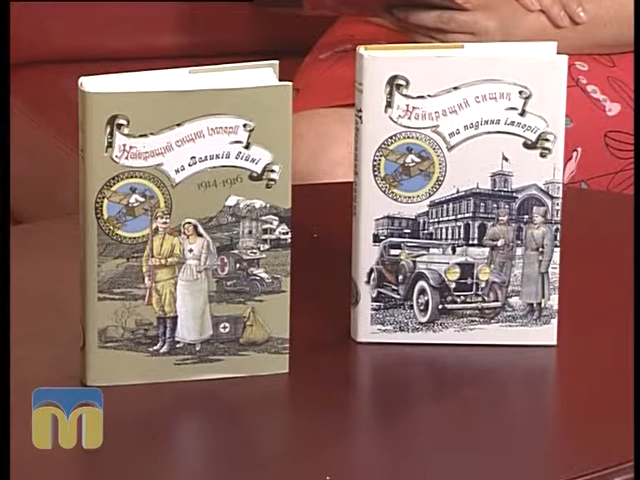 Найкращий сищик імперії
на Великій війні
1914-1916
Найкращий сищик
та падіння імперії